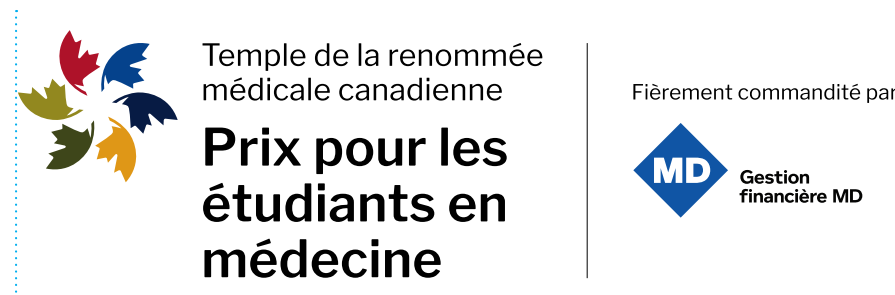 Temple de la renommée
médicale canadienne
Prix pour les
étudiants en
médecine
Fièrement commandité par
MD
Gestion
financière MD